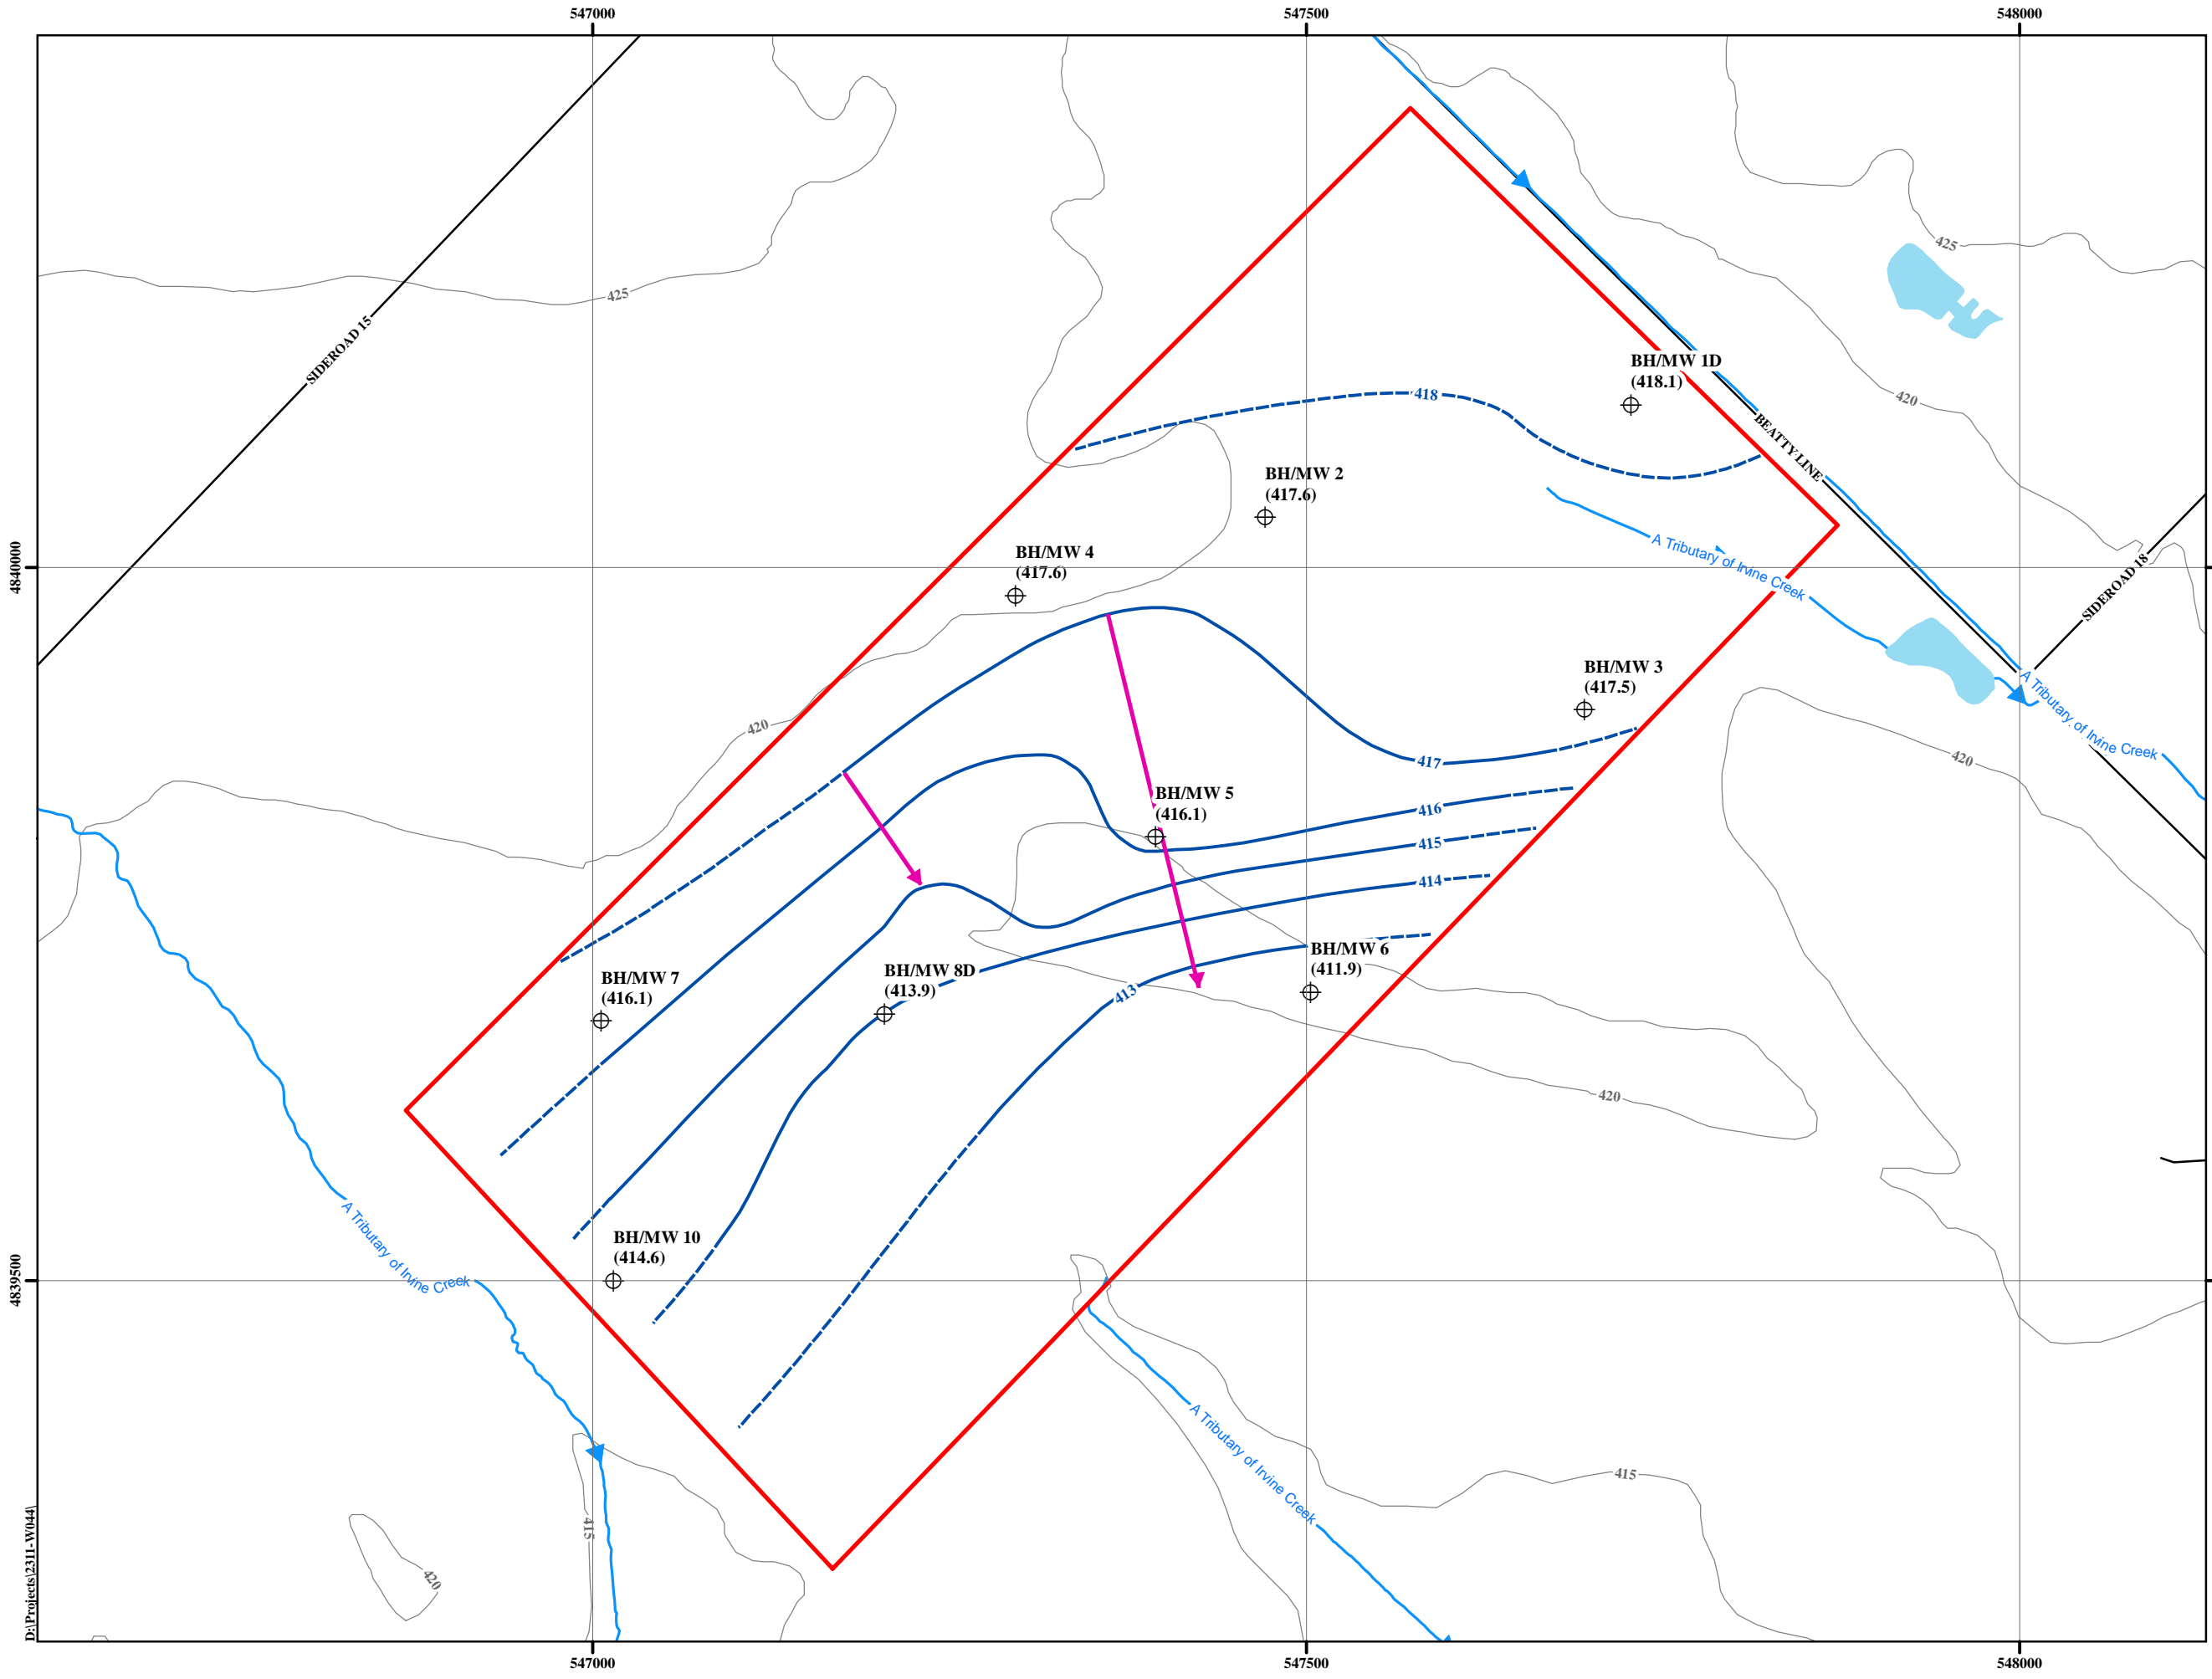 547000
547500
548000
425
425
SIDEROAD 15
BH/MW 1D
(418.1)
418
420
BEATTY LINE
BH/MW 2
(417.6)
A Tributary of Irvine Creek
BH/MW 4
(417.6)
4840000
SIDEROAD 18
BH/MW 3
(417.5)
A Tributary of Irvine Creek
420
417
420
BH/MW 5
(416.1)
416
415
414
BH/MW 6
(411.9)
BH/MW 8D
(413.9)
BH/MW 7
(416.1)
413
420
A Tributary of Irvine Creek
BH/MW 10
(414.6)
4839500
A Tributary of Irvine Creek
415
415
420
D:\Projects\2311-W044\
547000
547500
548000